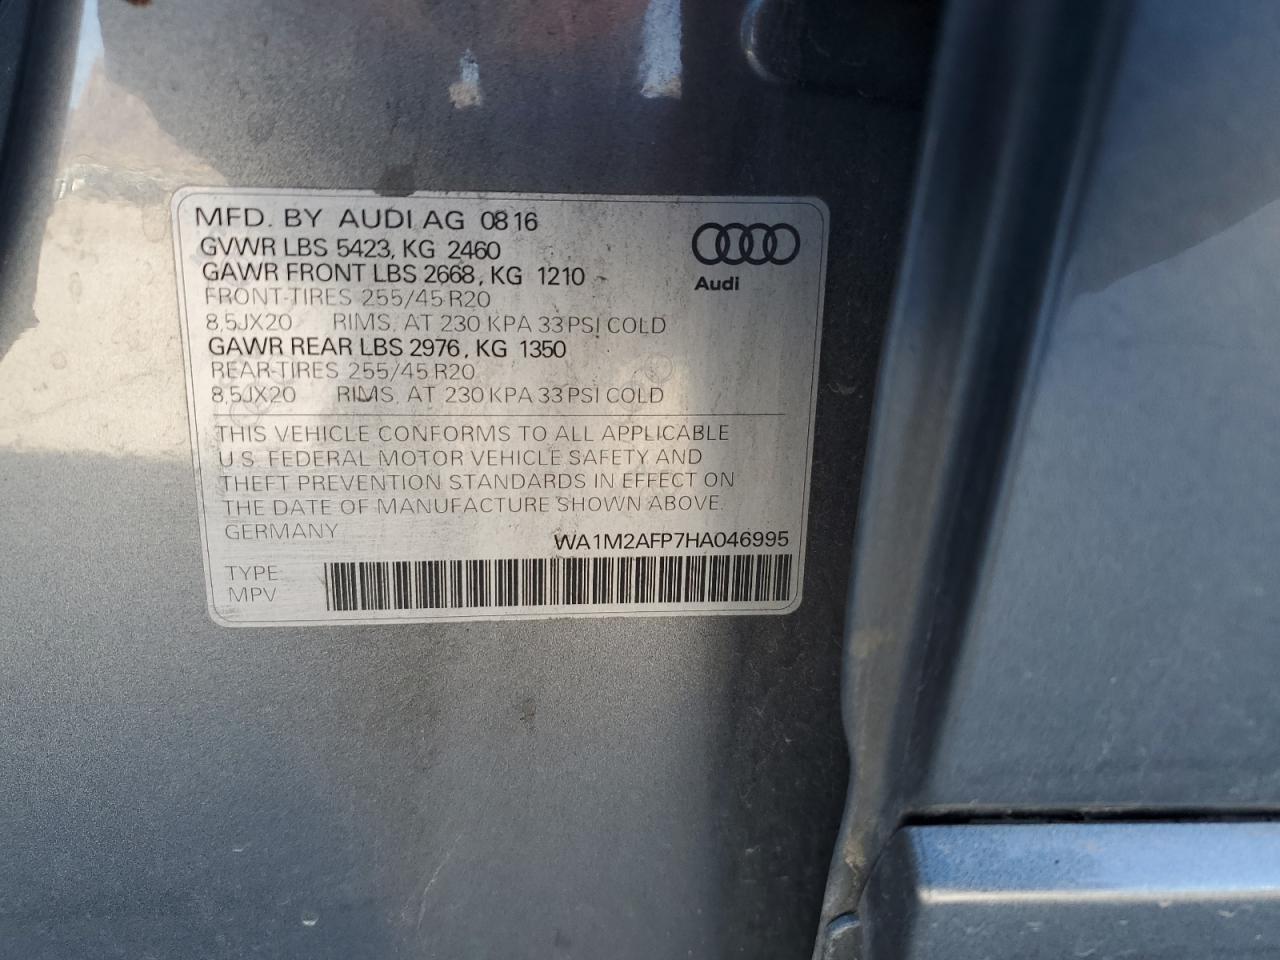 MFD. BY AUDI AG 0816
GVWR LBS 5423, KG 2460
GAWR FRONT LBS 2668, KG 1210
FRONT-TIRES 255/45 R20
8,5JX20 RIMS, AT 230 KPA 33 PSI COLD
GAWR REAR LBS 2976, KG 1350
REAR-TIRES 255/45 R20
8,5JX20 RIMS, AT 230 KPA 33 PSI COLD
Audi
THIS VEHICLE CONFORMS TO ALL APPLICABLE
U.S. FEDERAL MOTOR VEHICLE SAFETY AND
THEFT PREVENTION STANDARDS IN EFFECT ON
THE DATE OF MANUFACTURE SHOWN ABOVE.
GERMANY
WA1M2AFP7HA046995
TYPE:
MPV